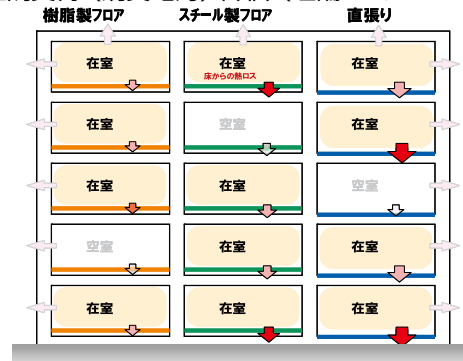 樹脂製フロア スチール製フロア 直張り
在室 在室 在室
床からの熱ロス
在室 空室 在室
在室 在室 空室
空室 在室 在室
在室 在室 在室